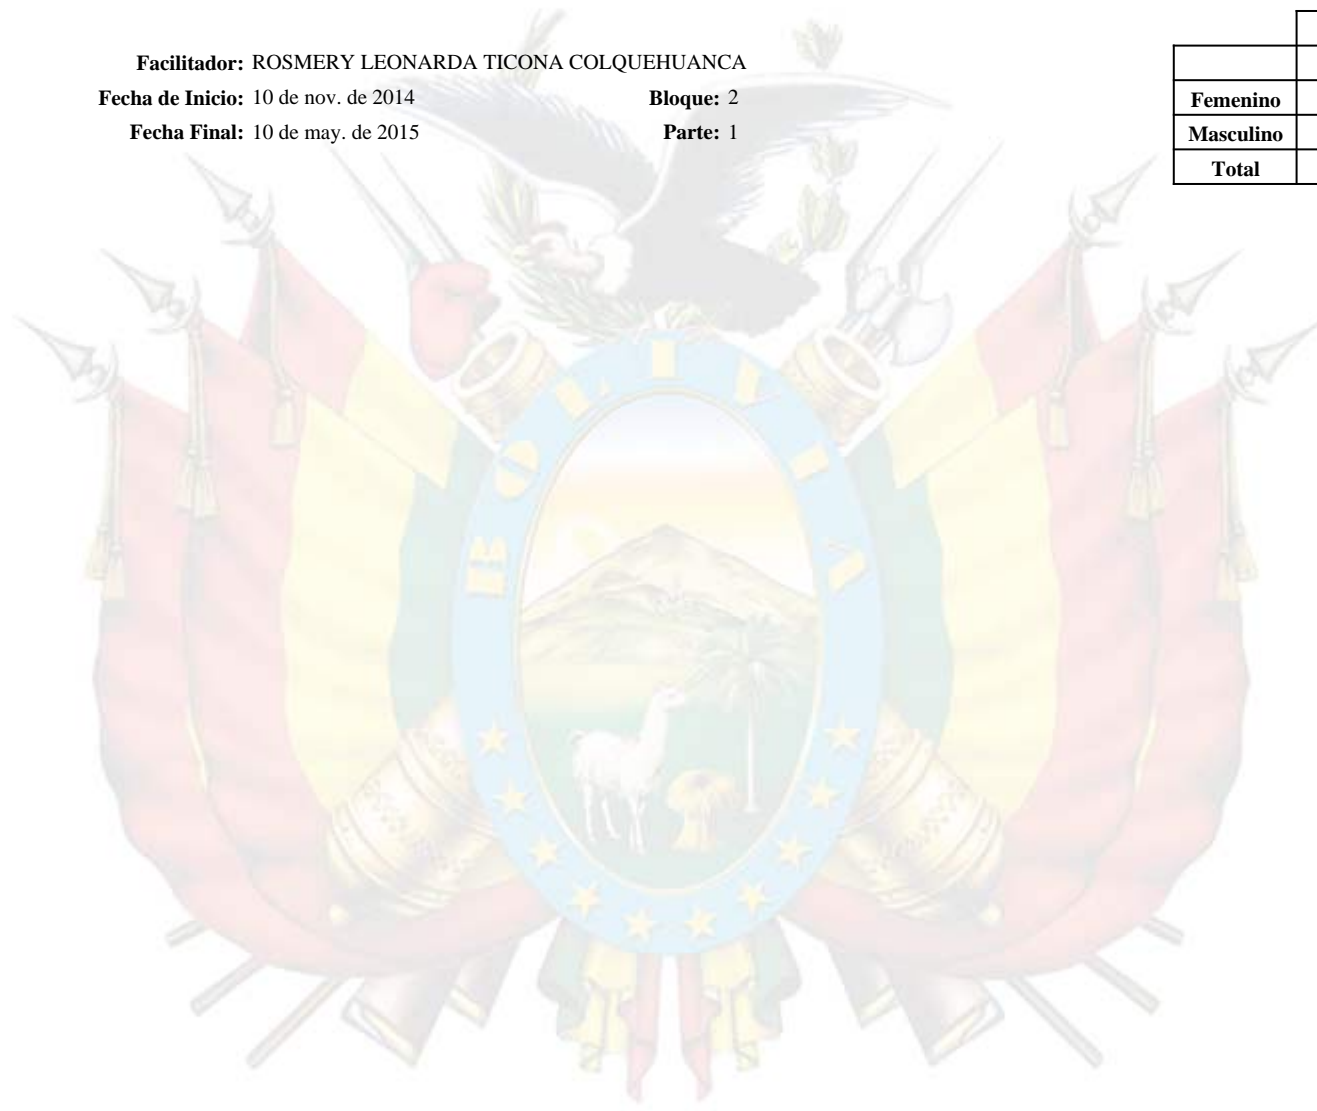 Facilitador: ROSMERY LEONARDA TICONA COLQUEHUANCA
Fecha de Inicio: 10 de nov. de 2014 Bloque: 2
Fecha Final: 10 de may. de 2015 Parte: 1
Femenino
Masculino
Total
BOLIVIA